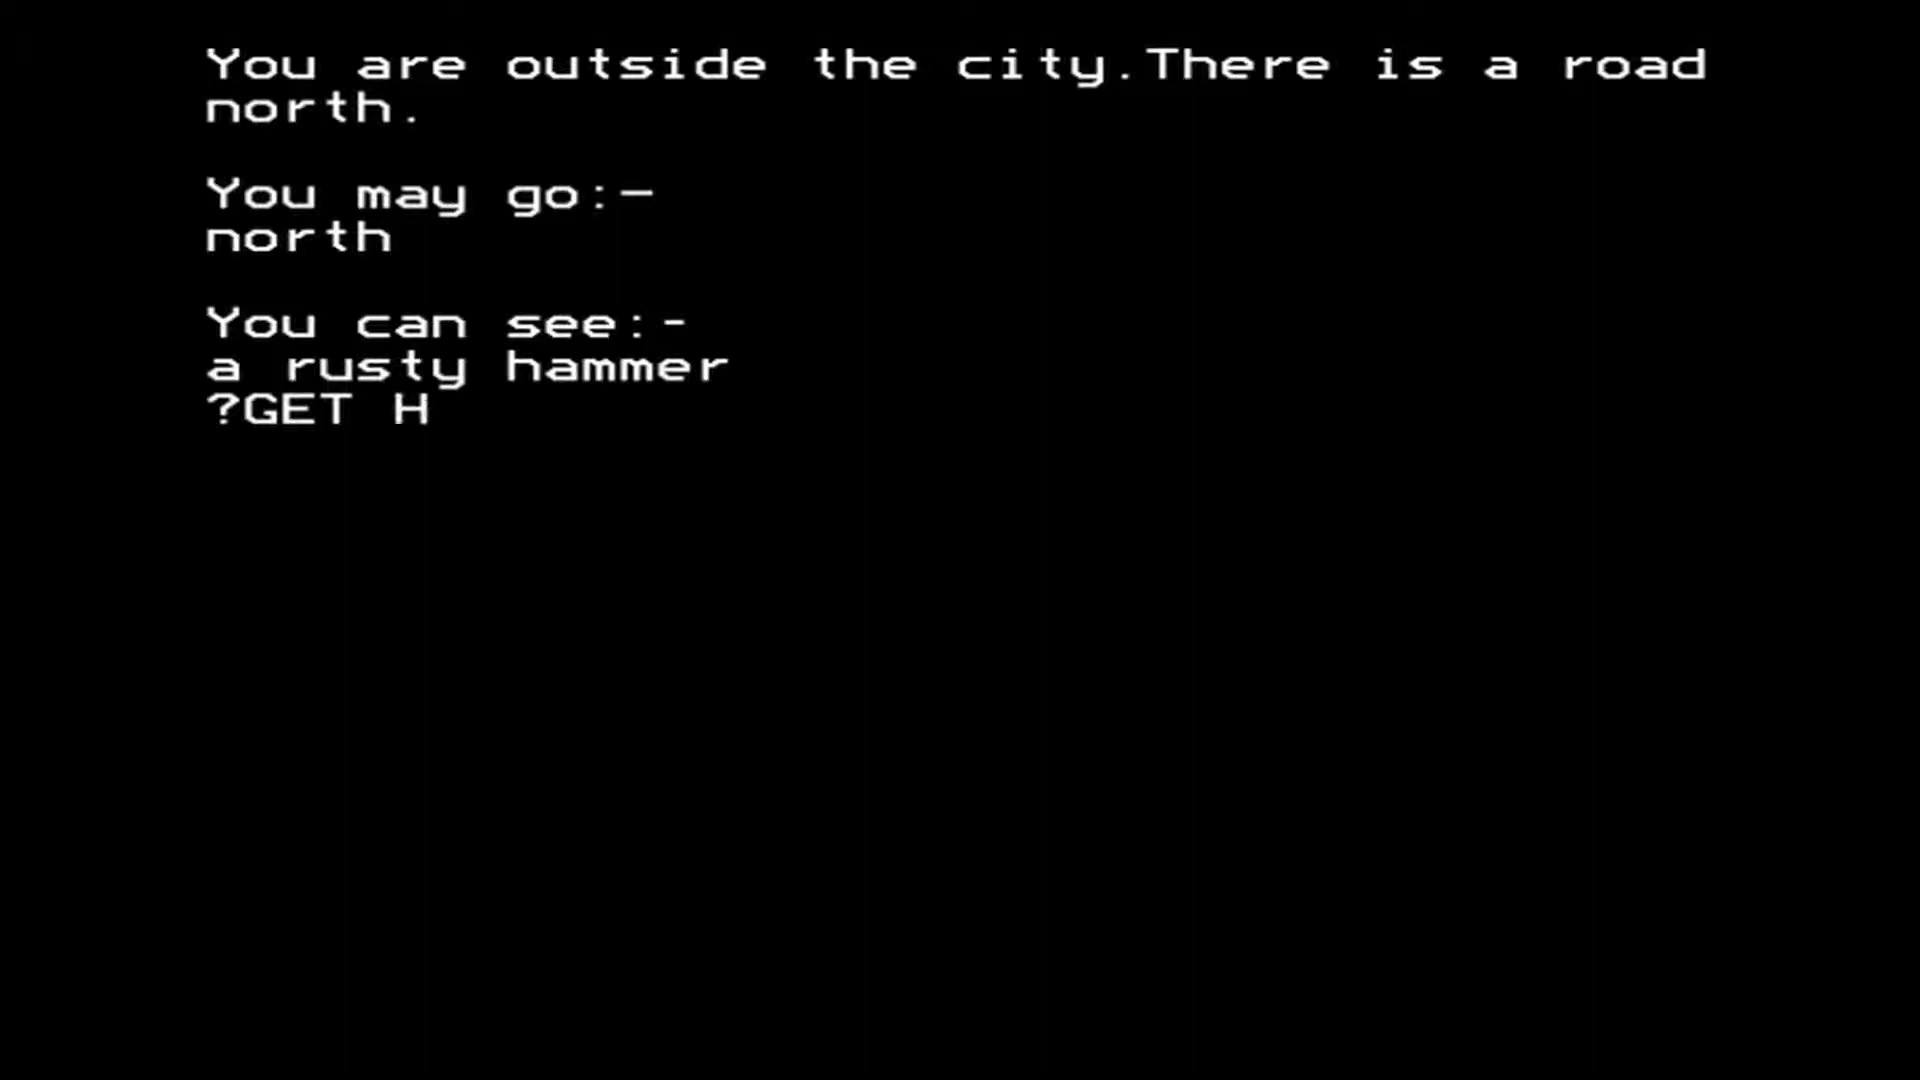 You are outside the city.There is a road
north.
You may go:—
north
You can see:-
a rusty hammer
?GET H